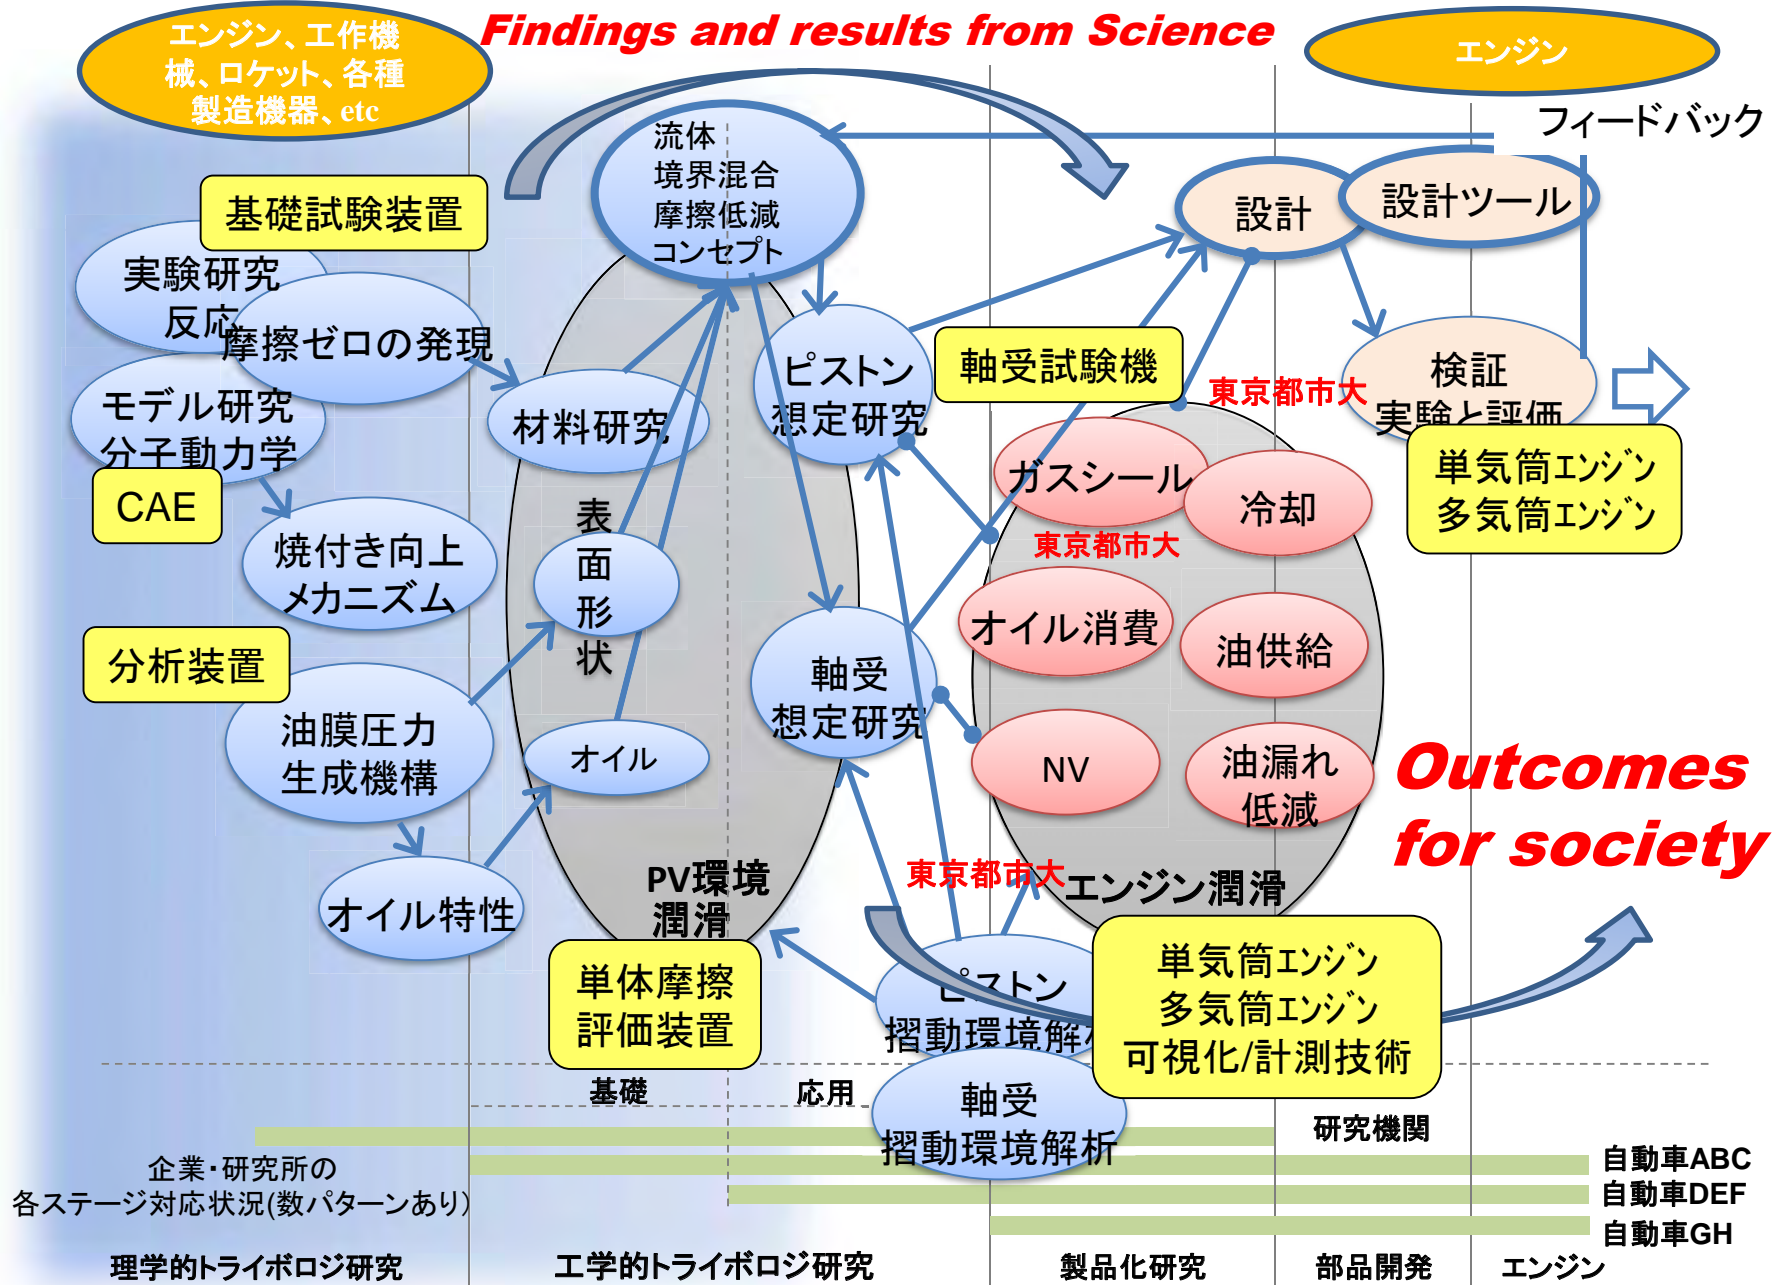 Findings and results from Science
エンジン、工作機
械、ロケット、各種
製造機器、etc
エンジン
フィードバック
流体
境界混合
摩擦低減
コンセプト
設計
設計ツール
基礎試験装置
実験研究
反応
摩擦ゼロの発現
モデル研究
分子動力学
CAE
材料研究
ピストン
想定研究
軸受試験機
東京都市大
検証
実験と評価
単気筒エンジン
多気筒エンジン
ガスシール
冷却
東京都市大
焼付き向上
メカニズム
表
面
形
状
オイル消費
油供給
分析装置
油膜圧力
生成機構
オイル
軸受
想定研究
NV
油漏れ
低減
Outcomes
for society
オイル特性
PV環境
潤滑
東京都市大
エンジン潤滑
単体摩擦
評価装置
ピストン
摺動環境解
単気筒エンジン
多気筒エンジン
可視化/計測技術
基礎
応用
軸受
摺動環境解析
研究機関
企業・研究所の
各ステージ対応状況(数パターンあり)
自動車ABC
自動車DEF
自動車GH
理学的トライボロジ研究
工学的トライボロジ研究
製品化研究
部品開発
エンジン